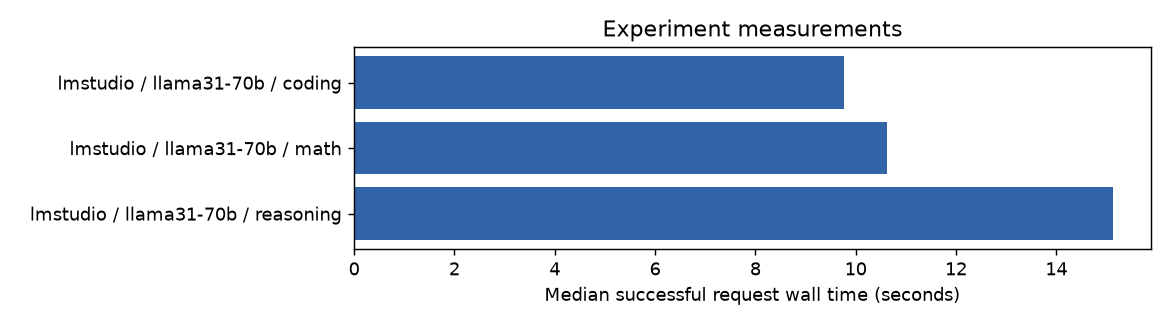 Experiment measurements
lmstudio / llama31-70b / coding
lmstudio / llama31-70b / math
lmstudio / llama31-70b / reasoning
0 2 4 6 8 10 12 14
Median successful request wall time (seconds)